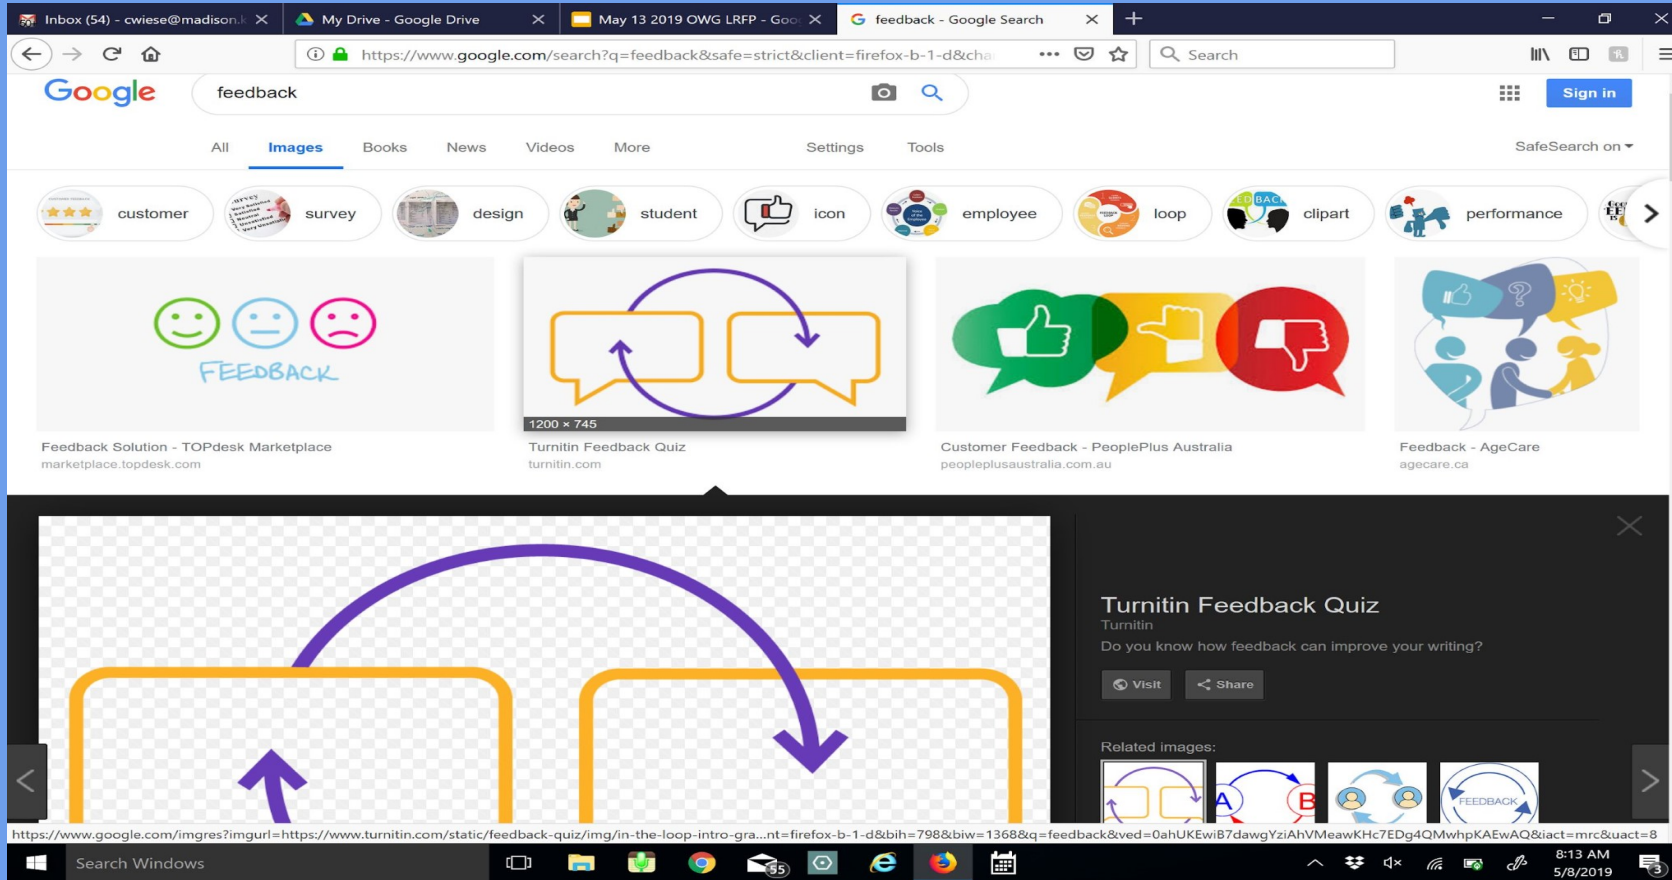 Inbox (54) - cwiese@madison.k
My Drive - Google Drive
May 13 2019 OWG LRFP - Goo
feedback - Google Search
https://www.google.com/search?q=feedback&safe=strict&client=firefox-b-1-d&cha
Search
Google
feedback
Sign in
All Images Books News Videos More Settings Tools
SafeSearch on
customer survey design student icon employee loop clipart performance
FEEDBACK
1200 × 745
Feedback Solution - TOPdesk Marketplace
marketplace.topdesk.com
Turnitin Feedback Quiz
turnitin.com
Customer Feedback - PeoplePlus Australia
peopleplusaustralia.com.au
Feedback - AgeCare
agecare.ca
Turnitin Feedback Quiz
Turnitin
Do you know how feedback can improve your writing?
Visit Share
Related images:
A B
FEEDBACK
https://www.google.com/imgres?imgurl=https://www.turnitin.com/static/feedback-quiz/img/in-the-loop-intro-gra...nt=firefox-b-1-d&bih=798&biw=1368&q=feedback&ved=0ahUKEwiB7dawgYziAhVMeawKHc7EDg4QMwhpKAEwAQ&iact=mrc&uact=8
Search Windows
55
8:13 AM
5/8/2019
3